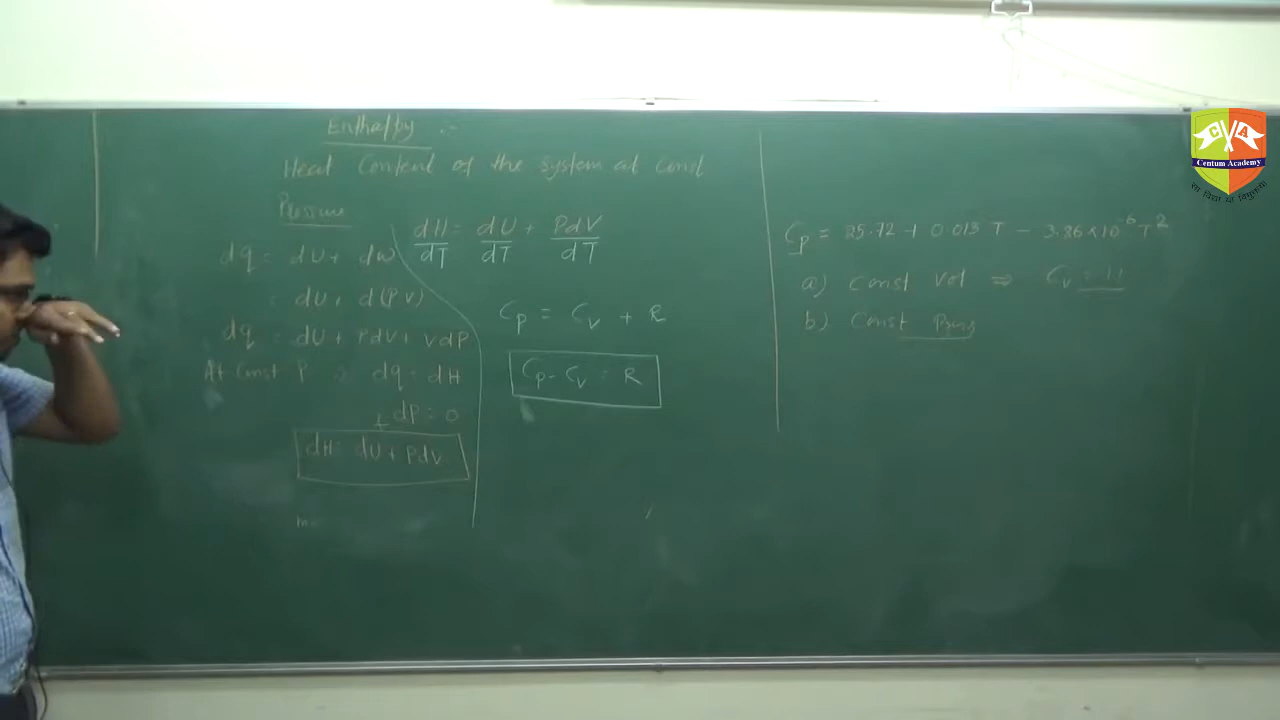 Enthalpy :-
Heat Content of the system at Const
Pressure
dq = dU + dw
= dU + d(PV)
dq = dU + PdV + VdP
At Const P ∴ dq = dH
+ dP = 0
dH = dU + PdV
dH/dT = dU/dT + PdV/dT
Cp = Cv + R
Cp - Cv = R
Cp = 25.72 + 0.013 T - 3.86 × 10^-6 T^2
a) Const Vol ⇒ Cv =
b) Const
CA
Centum Academy